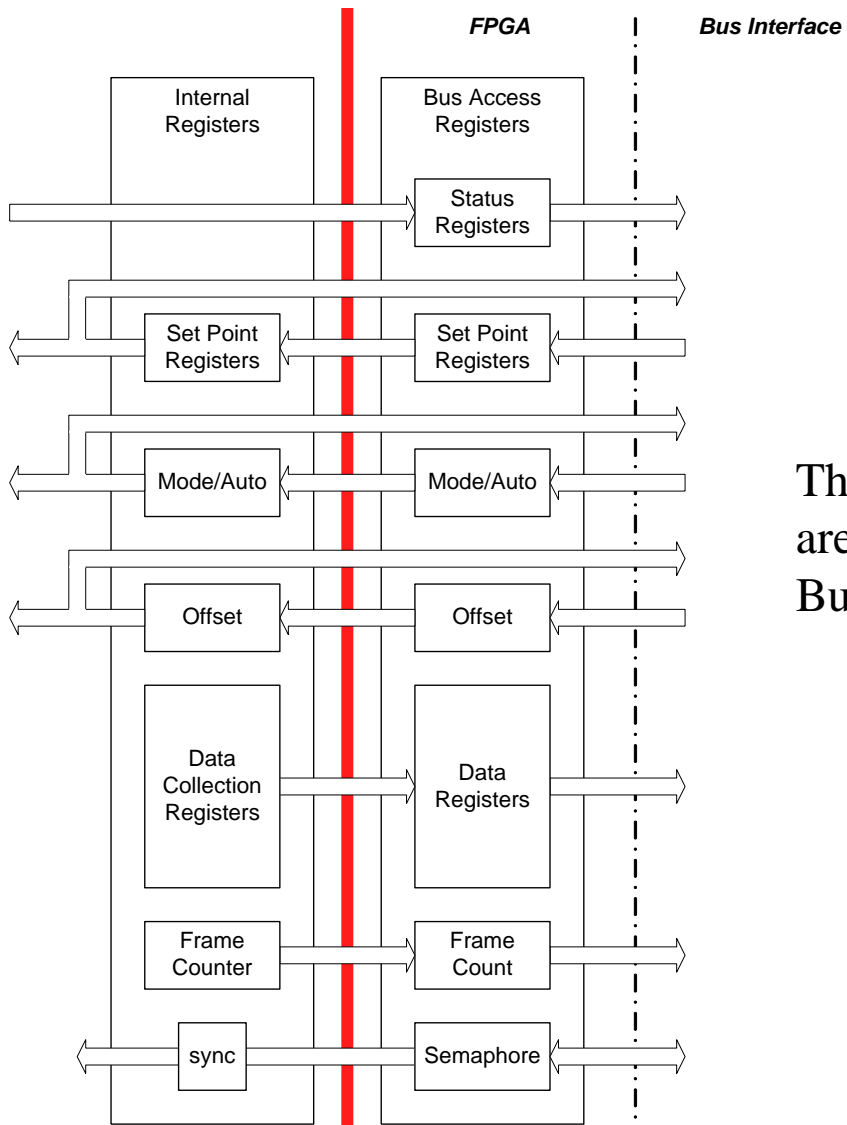 FPGA
Bus Interface
Internal
Registers
Bus Access
Registers
Status
Registers
Set Point
Registers
Set Point
Registers
Mode/Auto
Mode/Auto
Offset
Offset
Data
Collection
Registers
Data
Registers
Frame
Counter
Frame
Count
sync
Semaphore
Th
are
Bu